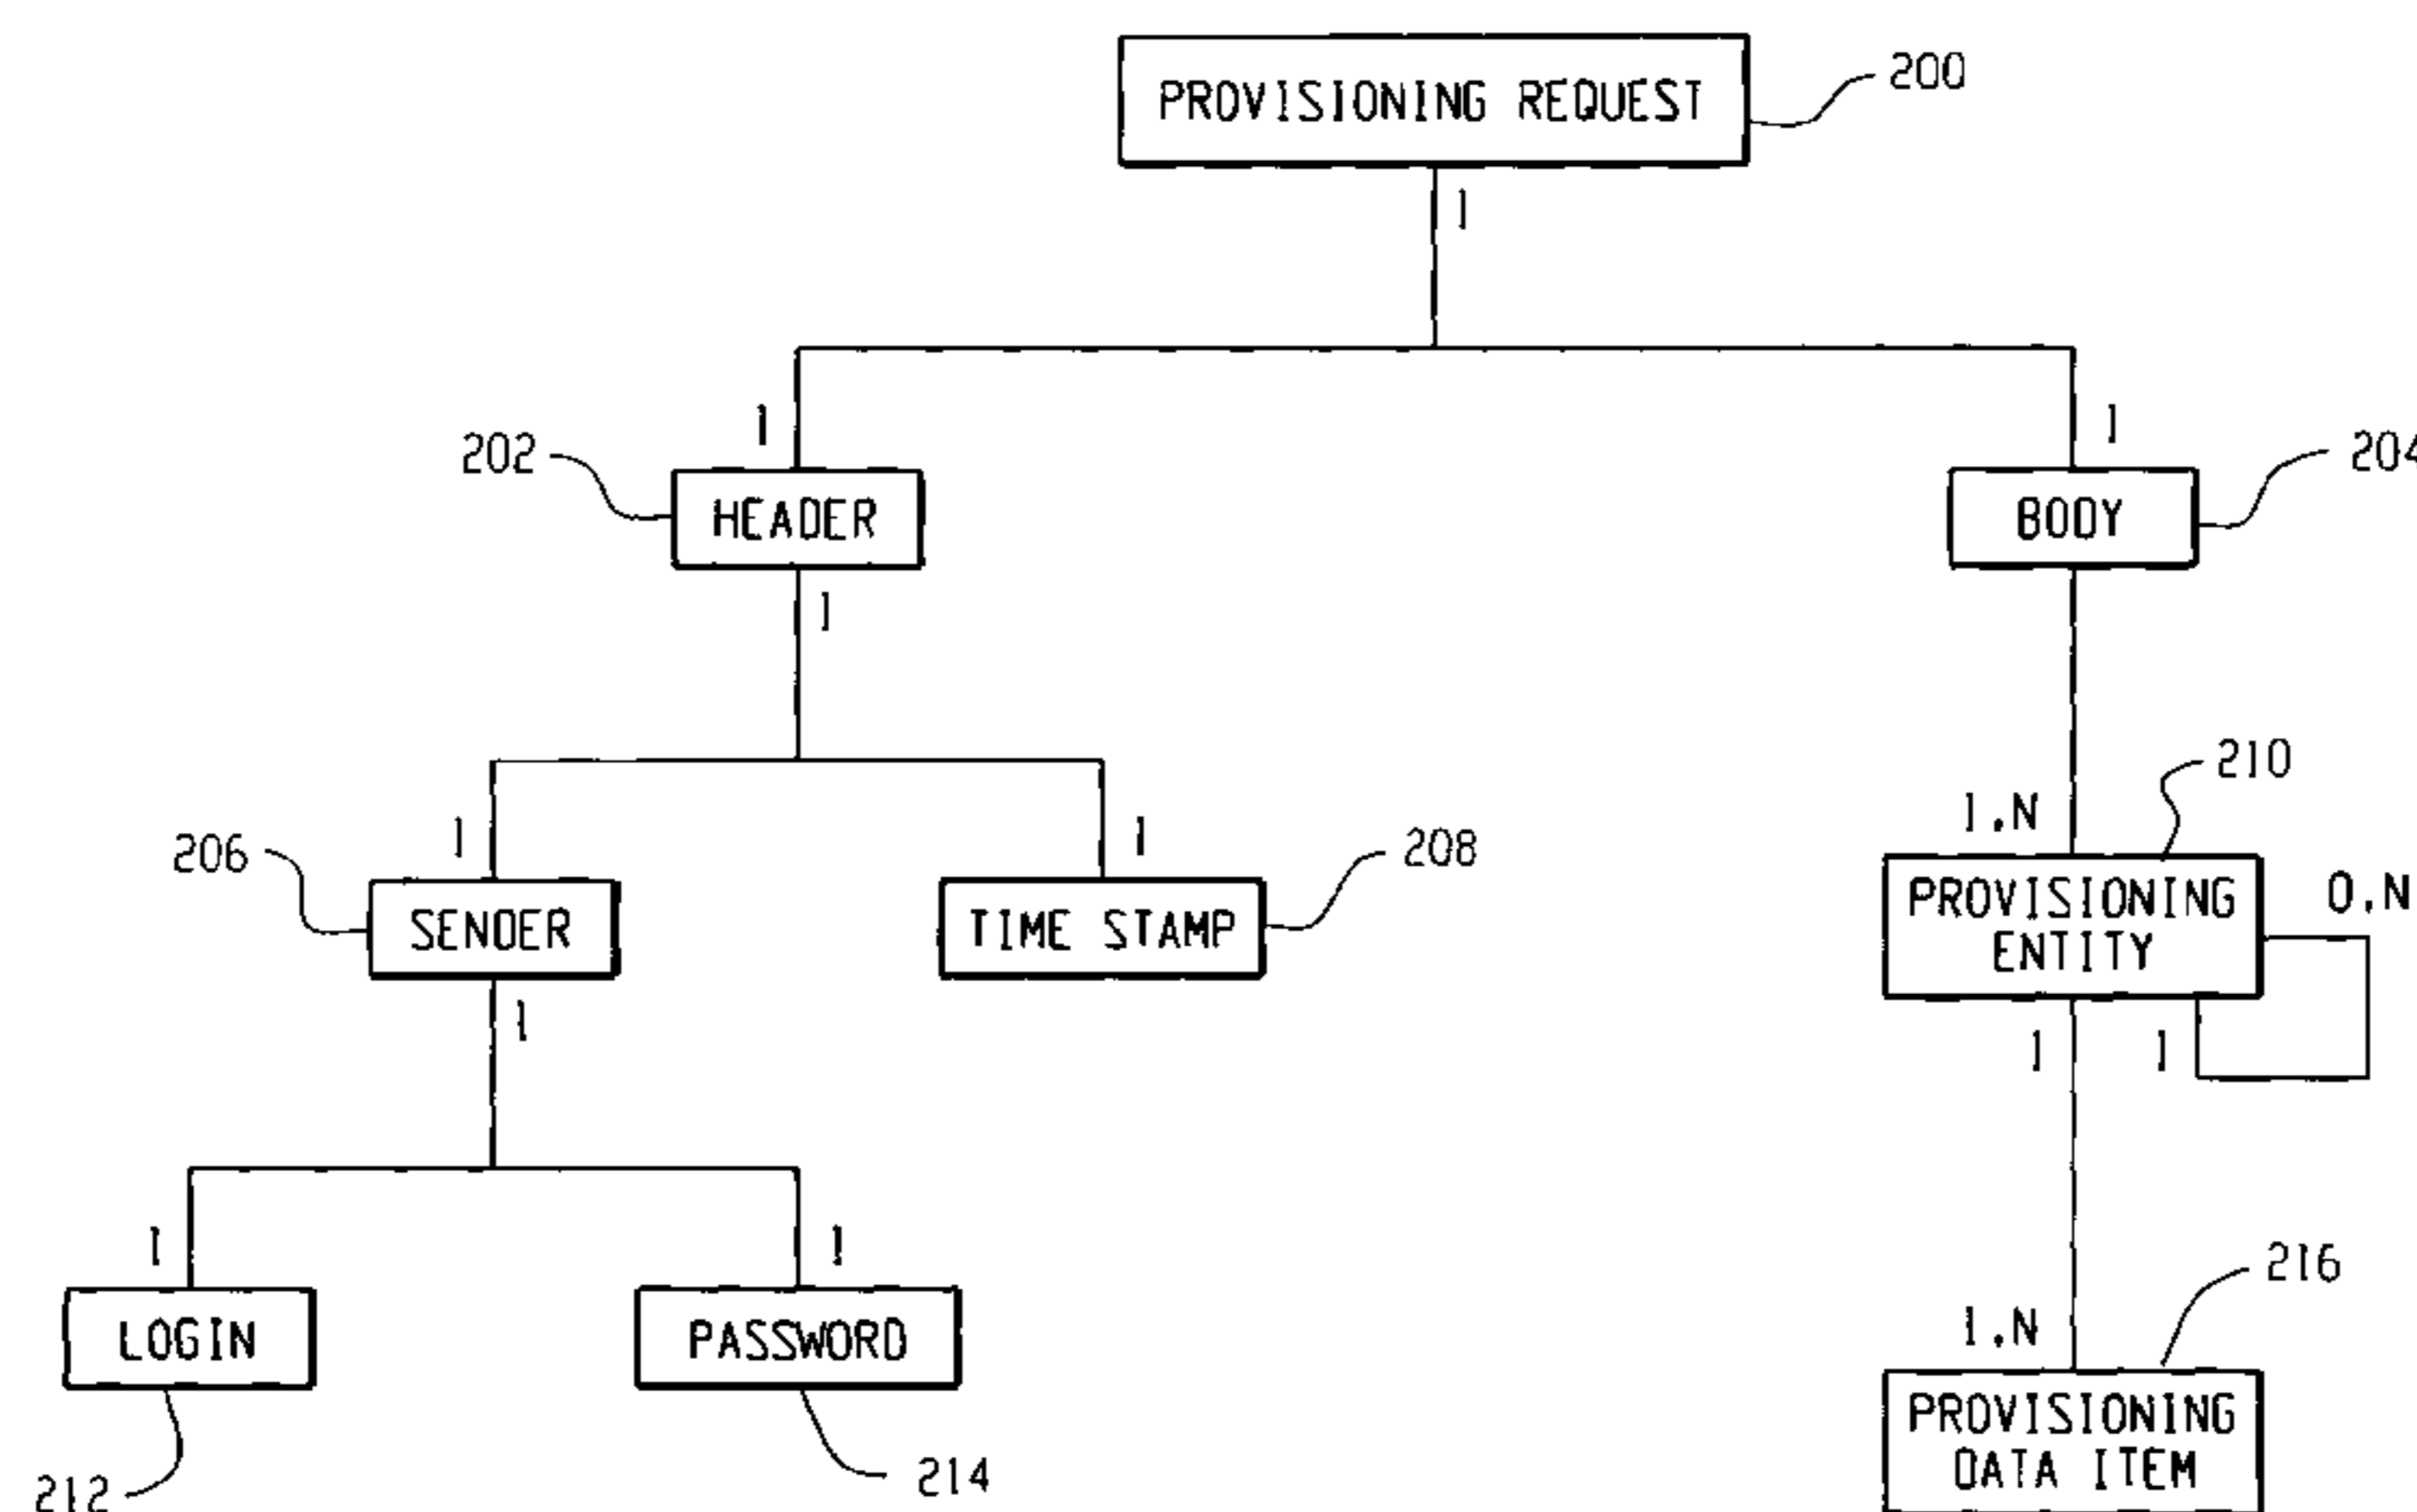 PROVISIONING REQUEST
200
1
1
1
202
204
HEADER
BODY
1
210
1,N
1
1
206
208
0,N
SENDER
TIME STAMP
PROVISIONING
ENTITY
1
1
1
1
1
216
1,N
LOGIN
PASSWORD
PROVISIONING
DATA ITEM
212
214